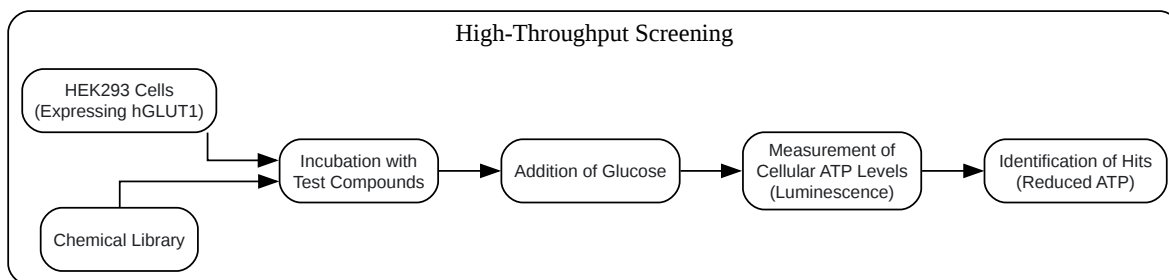 High-Throughput Screening
HEK293 Cells
(Expressing hGLUT1)
Chemical Library
Incubation with
Test Compounds
Addition of Glucose
Measurement of
Cellular ATP Levels
(Luminescence)
Identification of Hits
(Reduced ATP)